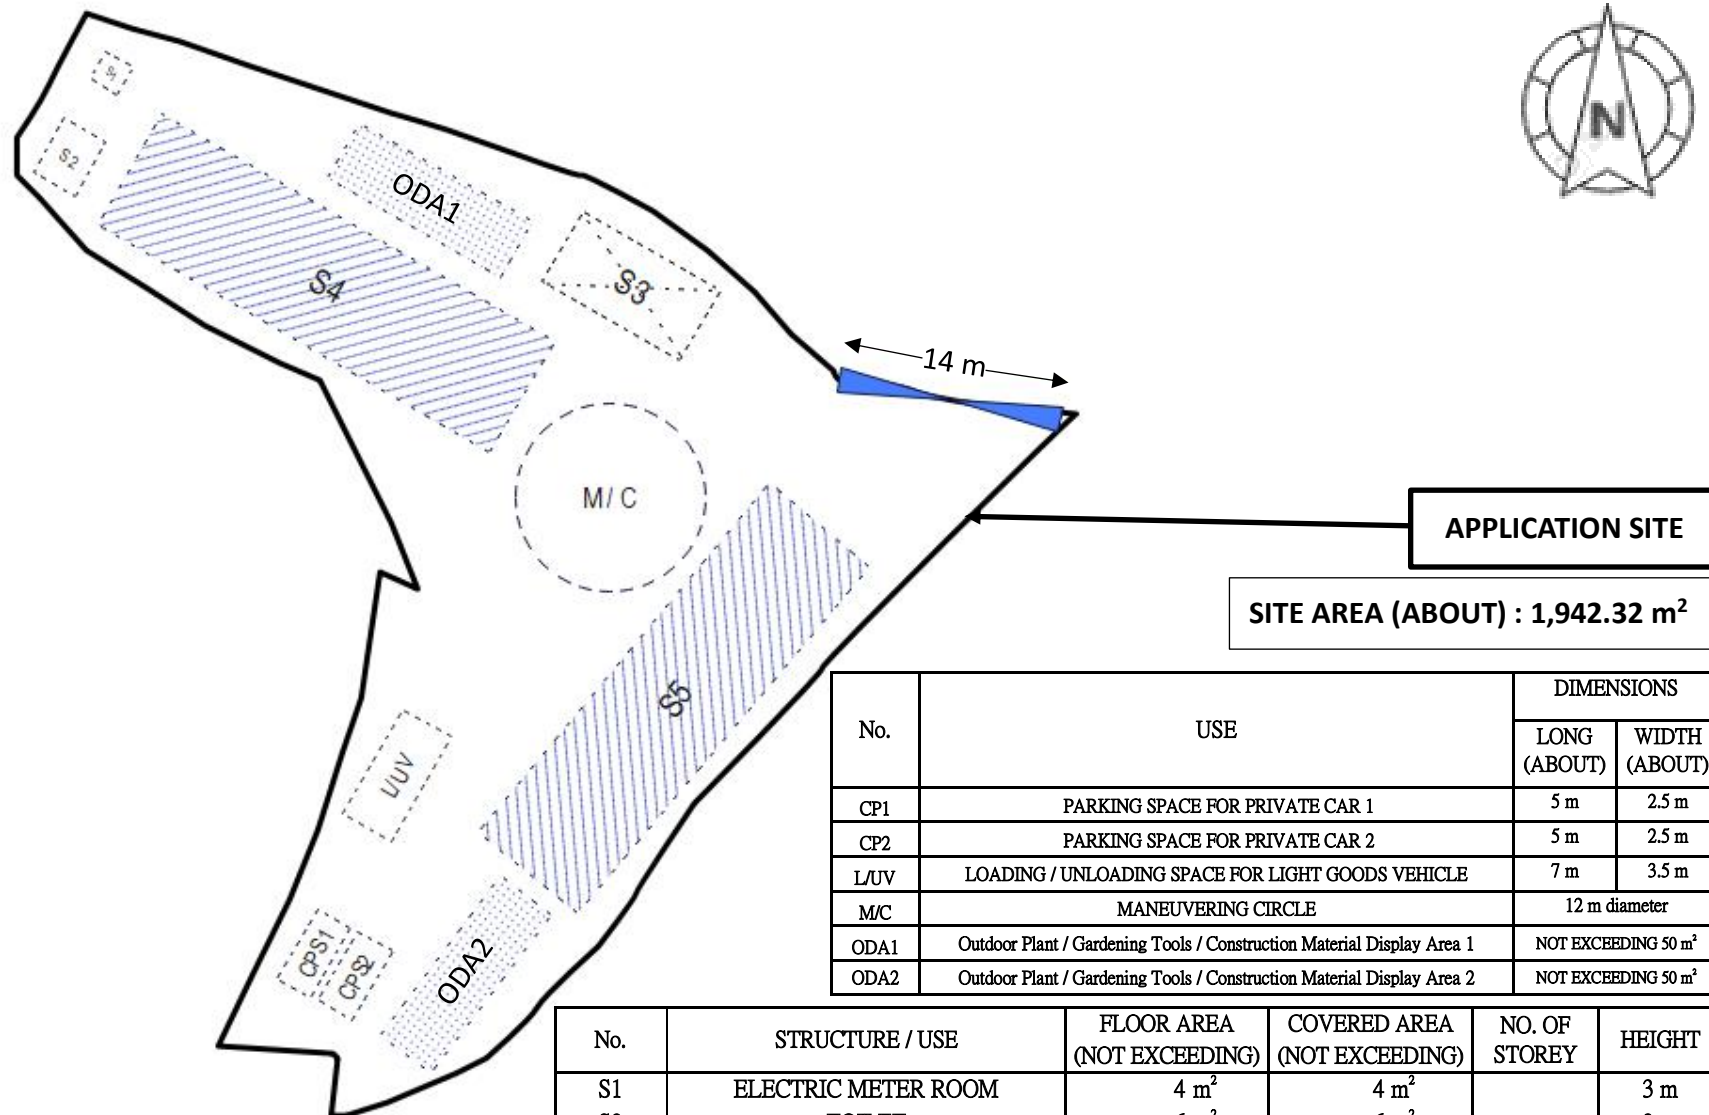 N
S1
S2
ODA1
S4
S3
14 m
M/ C
APPLICATION SITE
SITE AREA (ABOUT) : 1,942.32 m²
S5
L/UV
CPS1
CPS2
ODA2
No. USE DIMENSIONS
LONG (ABOUT) WIDTH (ABOUT)
CP1 PARKING SPACE FOR PRIVATE CAR 1 5 m 2.5 m
CP2 PARKING SPACE FOR PRIVATE CAR 2 5 m 2.5 m
L/UV LOADING / UNLOADING SPACE FOR LIGHT GOODS VEHICLE 7 m 3.5 m
M/C MANEUVERING CIRCLE 12 m diameter
ODA1 Outdoor Plant / Gardening Tools / Construction Material Display Area 1 NOT EXCEEDING 50 m²
ODA2 Outdoor Plant / Gardening Tools / Construction Material Display Area 2 NOT EXCEEDING 50 m²
No. STRUCTURE / USE FLOOR AREA (NOT EXCEEDING) COVERED AREA (NOT EXCEEDING) NO. OF STOREY HEIGHT
S1 ELECTRIC METER ROOM 4 m² 4 m² 3 m